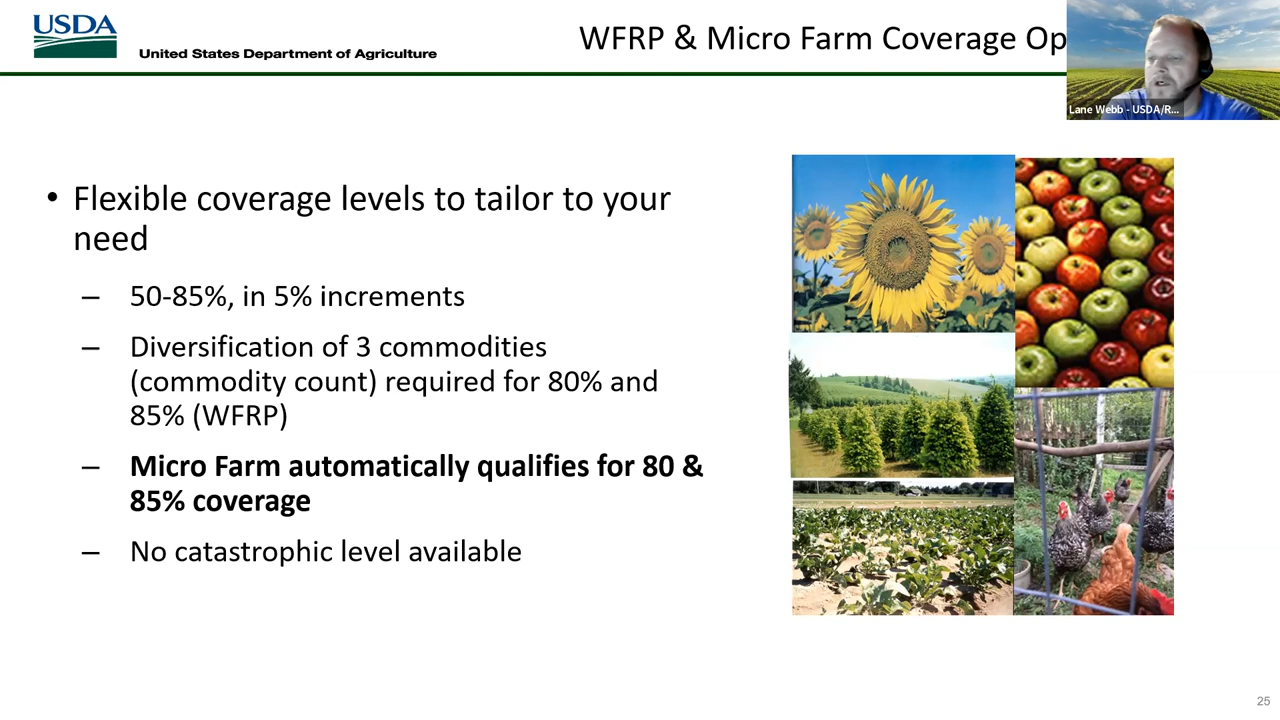 USDA
United States Department of Agriculture
WFRP & Micro Farm Coverage Op
Lane Webb - USDA/R...
• Flexible coverage levels to tailor to your
need
– 50-85%, in 5% increments
– Diversification of 3 commodities
(commodity count) required for 80% and
85% (WFRP)
– Micro Farm automatically qualifies for 80 &
85% coverage
– No catastrophic level available
25